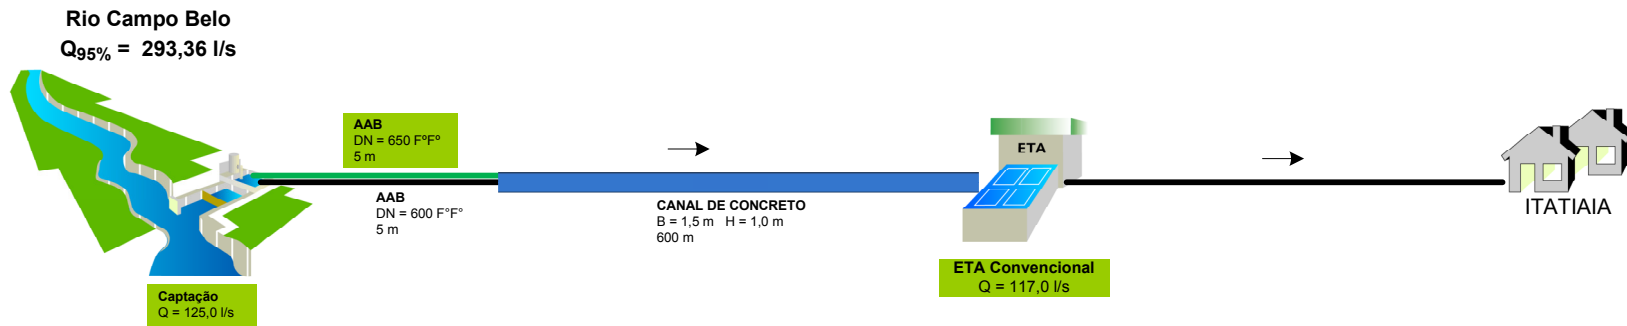 Rio Campo Belo
Q95% = 293,36 l/s
AAB
DN = 650 FºFº
5 m
AAB
DN = 600 F°F°
5 m
CANAL DE CONCRETO
B = 1,5 m H = 1,0 m
600 m
ETA
ITATIAIA
ETA Convencional
Q = 117,0 l/s
Captação
Q = 125,0 l/s